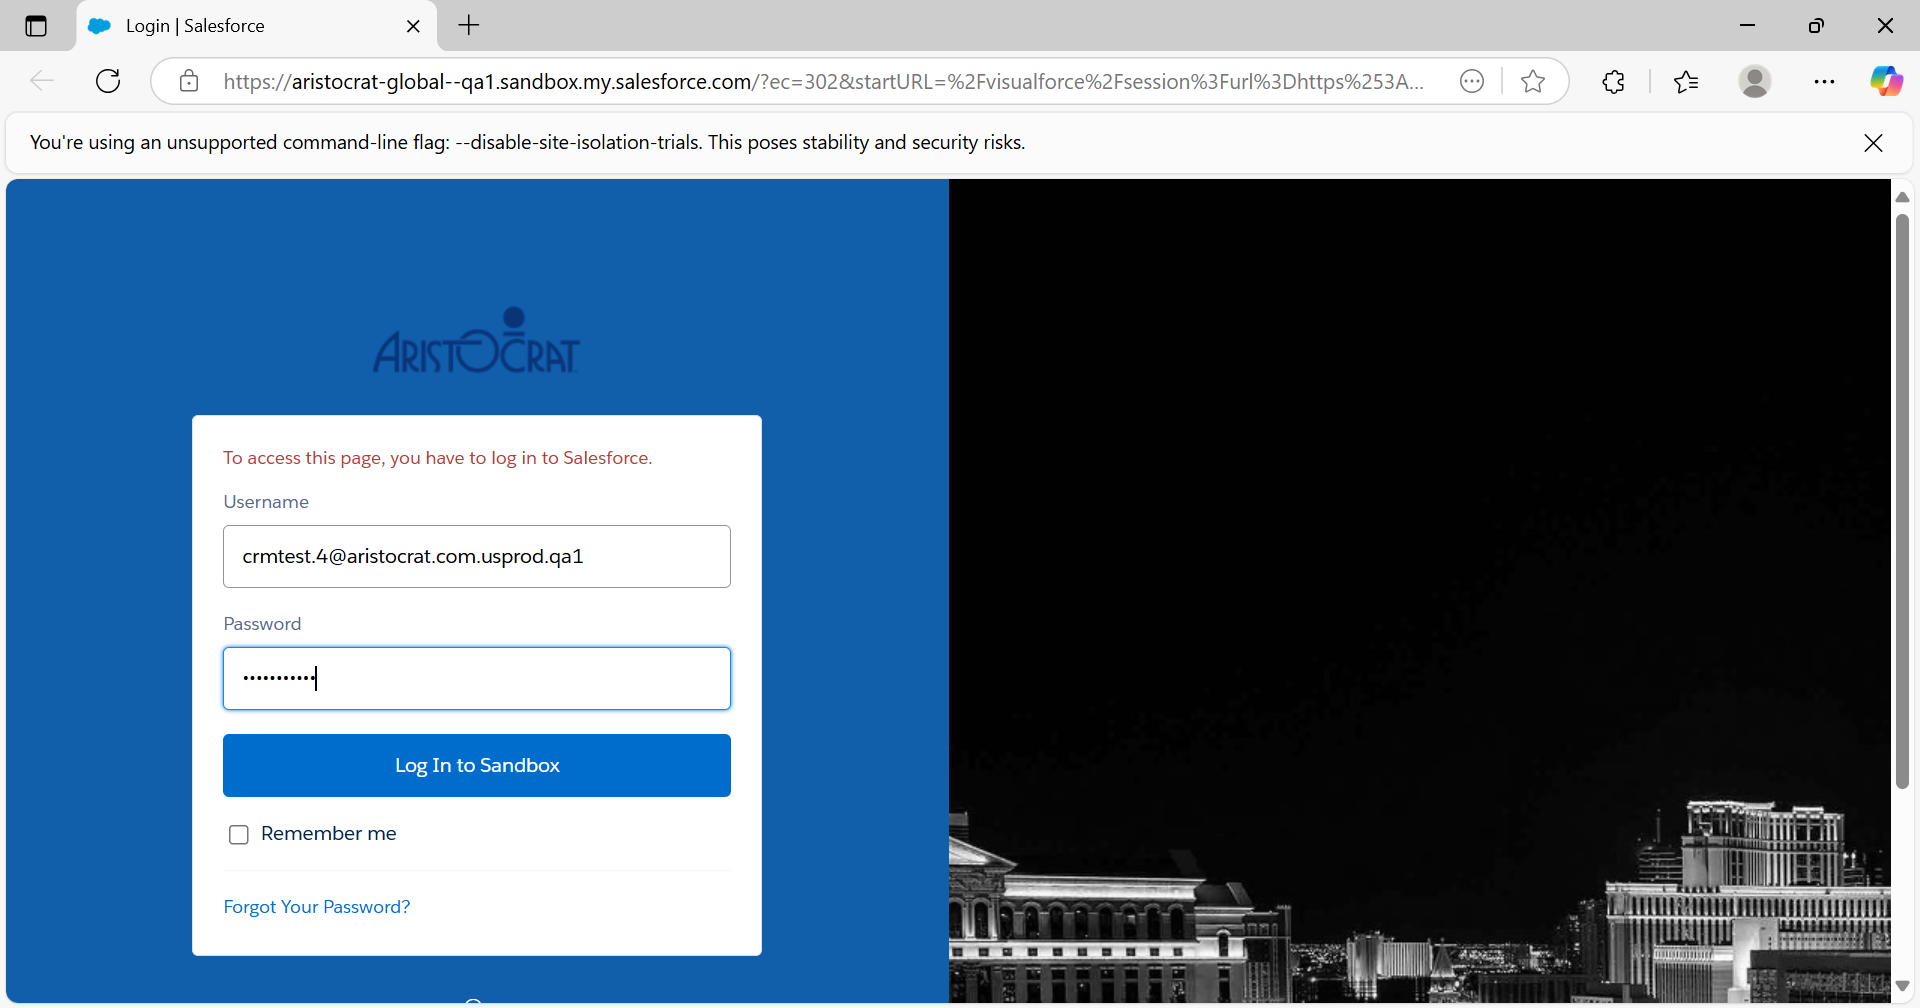 Login | Salesforce
https://aristocrat-global--qa1.sandbox.my.salesforce.com/?ec=302&startURL=%2Fvisualforce%2Fsession%3Furl%3Dhttps%253A...
You're using an unsupported command-line flag: --disable-site-isolation-trials. This poses stability and security risks.
ARISTOCRAT
To access this page, you have to log in to Salesforce.
Username
crmtest.4@aristocrat.com.usprod.qa1
Password
•••••••••••
Log In to Sandbox
Remember me
Forgot Your Password?